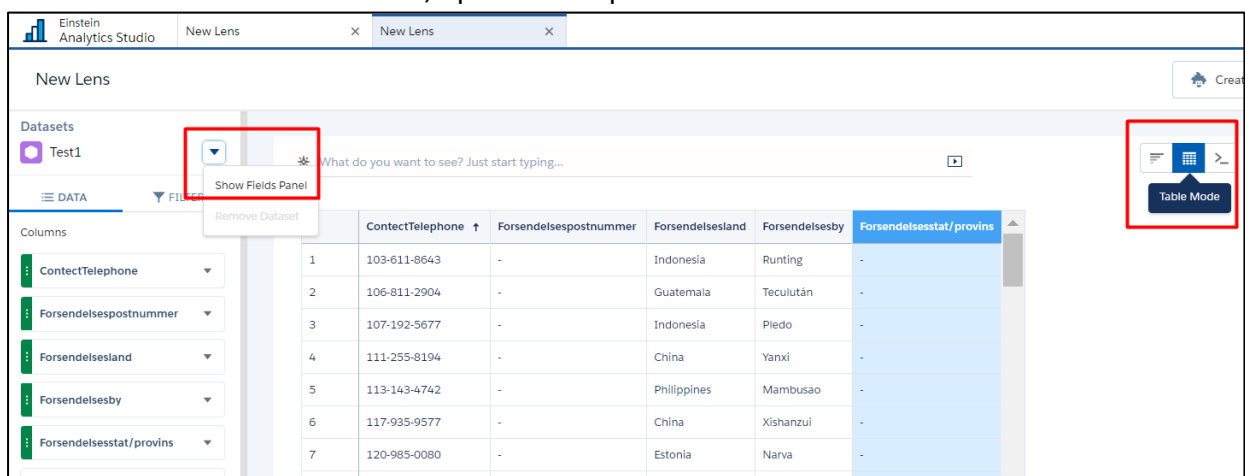 Einstein
Analytics Studio
New Lens
New Lens
New Lens
Datasets
Test1
Show Fields Panel
Remove Dataset
DATA
Columns
ContectTelephone
Forsendelsespostnummer
Forsendelsesland
Forsendelsesby
Forsendelsesstat/provins
What do you want to see? Just start typing...
Table Mode
ContectTelephone Forsendelsespostnummer Forsendelsesland Forsendelsesby Forsendelsesstat/provins
1 103-611-8643 - Indonesia Runting -
2 106-811-2904 - Guatemala Teculután -
3 107-192-5677 - Indonesia Pledo -
4 111-255-8194 - China Yanxi -
5 113-143-4742 - Philippines Mambusao -
6 117-935-9577 - China Xishanzui -
7 120-985-0080 - Estonia Narva -